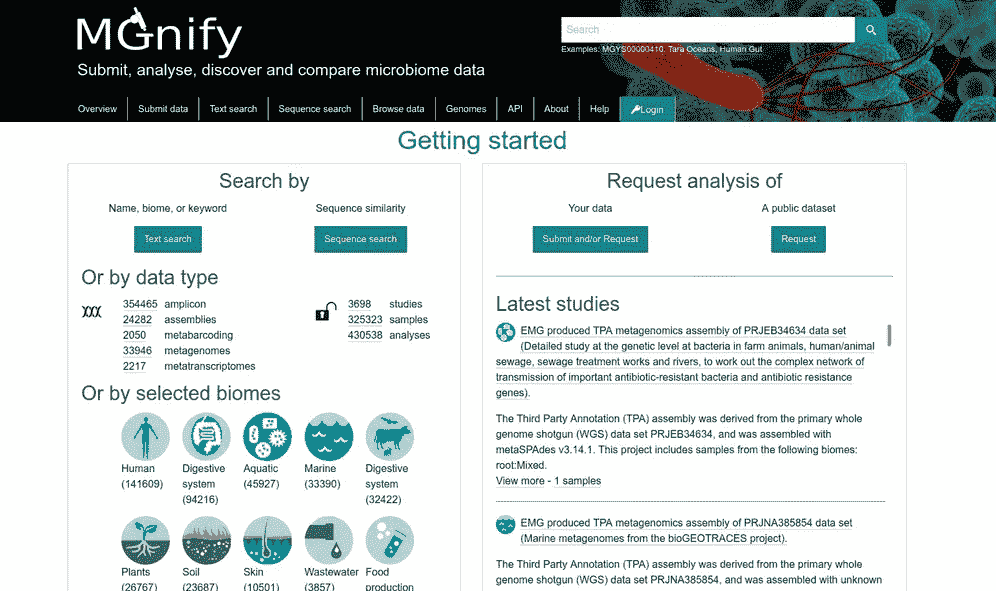 MGnify
Submit, analyse, discover and compare microbiome data
Search
Examples: MGYS00000410, Tara Oceans, Human Gut
Overview Submit data Text search Sequence search Browse data Genomes API About Help Login
Getting started
Search by
Name, biome, or keyword Sequence similarity
Text search Sequence search
Or by data type
354465 amplicon
24282 assemblies
2050 metabarcoding
33946 metagenomes
2217 metatranscriptomes
3698 studies
325323 samples
430538 analyses
Or by selected biomes
Human
(141609)
Digestive
system
(94216)
Aquatic
(45927)
Marine
(33390)
Digestive
system
(32422)
Plants
(26767)
Soil
(23687)
Skin
(10501)
Wastewater
(3857)
Food
production
Request analysis of
Your data A public dataset
Submit and/or Request Request
Latest studies
EMG produced TPA metagenomics assembly of PRJEB34634 data set
(Detailed study at the genetic level at bacteria in farm animals, human/animal
sewage, sewage treatment works and rivers, to work out the complex network of
transmission of important antibiotic-resistant bacteria and antibiotic resistance
genes).
The Third Party Annotation (TPA) assembly was derived from the primary whole
genome shotgun (WGS) data set PRJEB34634, and was assembled with
metaSPAdes v3.14.1. This project includes samples from the following biomes:
root:Mixed.
View more - 1 samples
EMG produced TPA metagenomics assembly of PRJNA385854 data set
(Marine metagenomes from the bioGEOTRACES project).
The Third Party Annotation (TPA) assembly was derived from the primary whole
genome shotgun (WGS) data set PRJNA385854, and was assembled with unknown